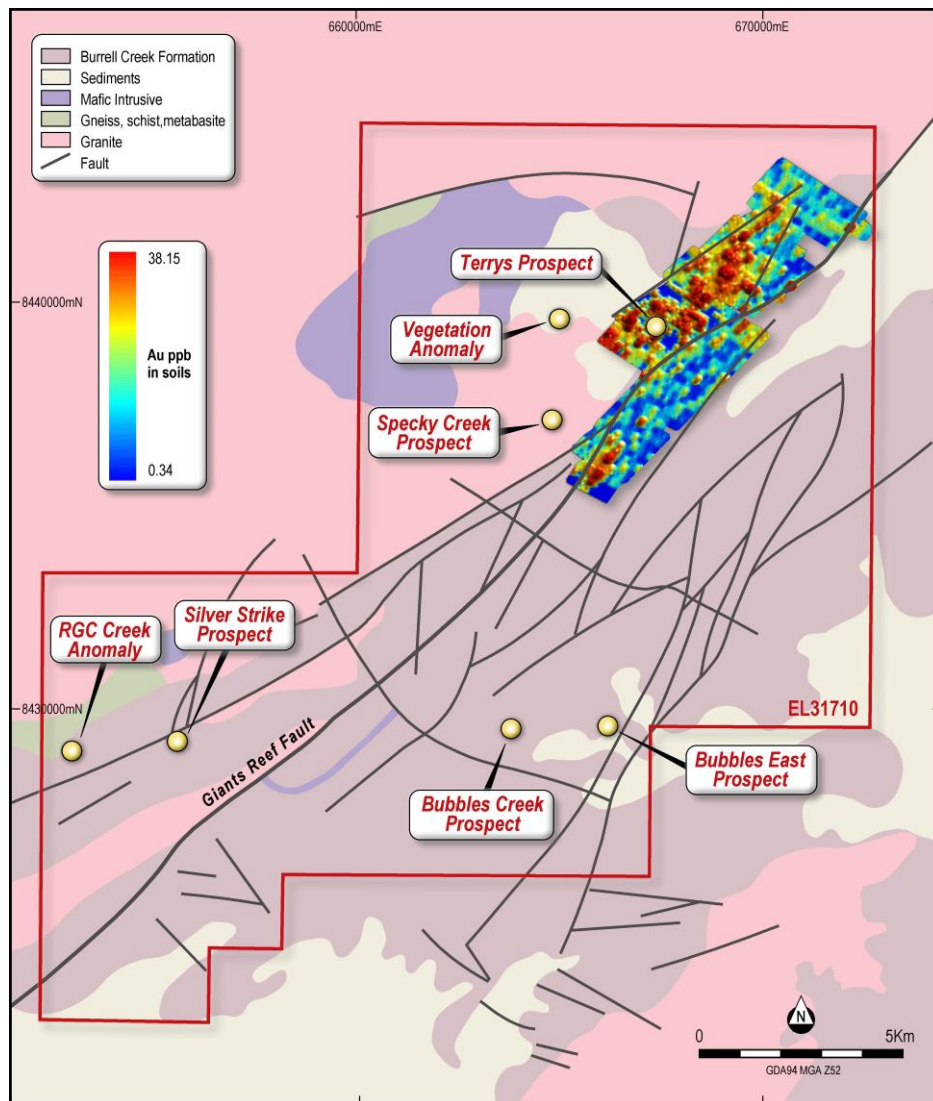 660000mE
670000mE
Burrell Creek Formation
Sediments
Mafic Intrusive
Gneiss, schist,metabasite
Granite
Fault
38.15
Au ppb
in soils
0.34
8440000mN
Terrys Prospect
Vegetation
Anomaly
Specky Creek
Prospect
RGC Creek
Anomaly
Silver Strike
Prospect
8430000mN
EL31710
Giants Reef Fault
Bubbles Creek
Prospect
Bubbles East
Prospect
N
0
5Km
GDA94 MGA Z52